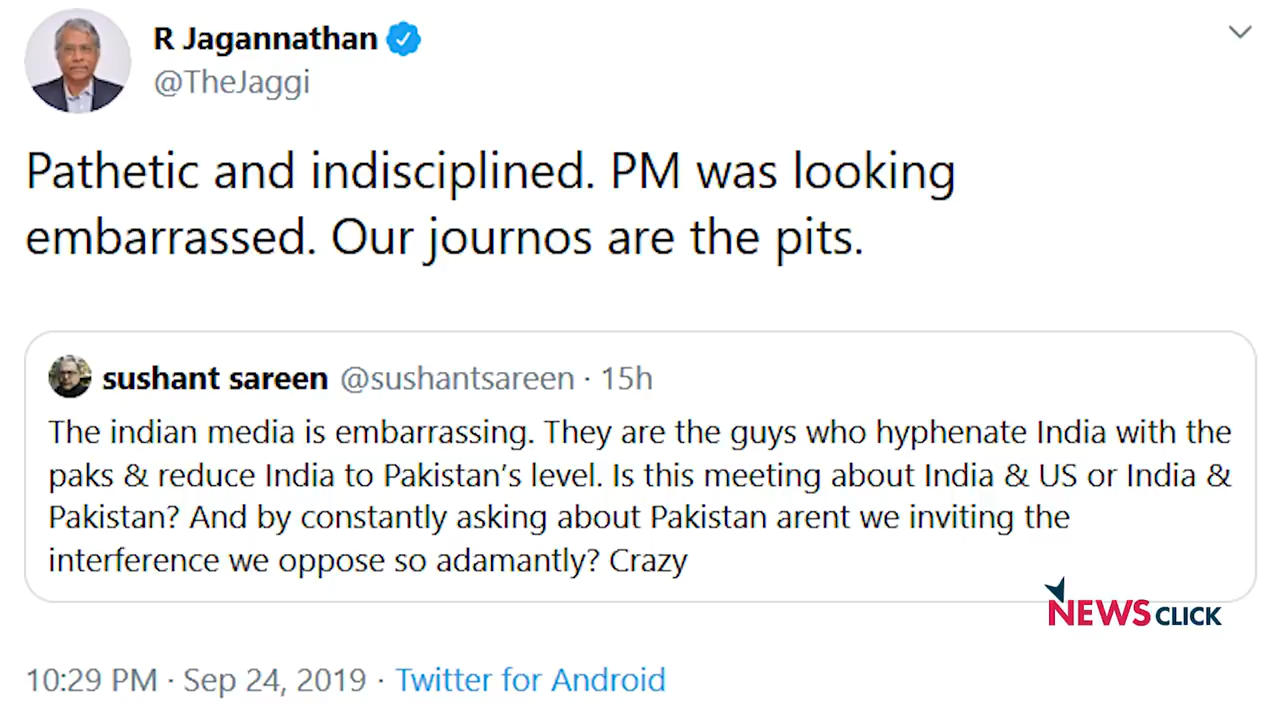 R Jagannathan
@TheJaggi
Pathetic and indisciplined. PM was looking
embarrassed. Our journos are the pits.
sushant sareen @sushantsareen · 15h
The indian media is embarrassing. They are the guys who hyphenate India with the
paks & reduce India to Pakistan's level. Is this meeting about India & US or India &
Pakistan? And by constantly asking about Pakistan arent we inviting the
interference we oppose so adamantly? Crazy
NEWSCLICK
10:29 PM · Sep 24, 2019 · Twitter for Android